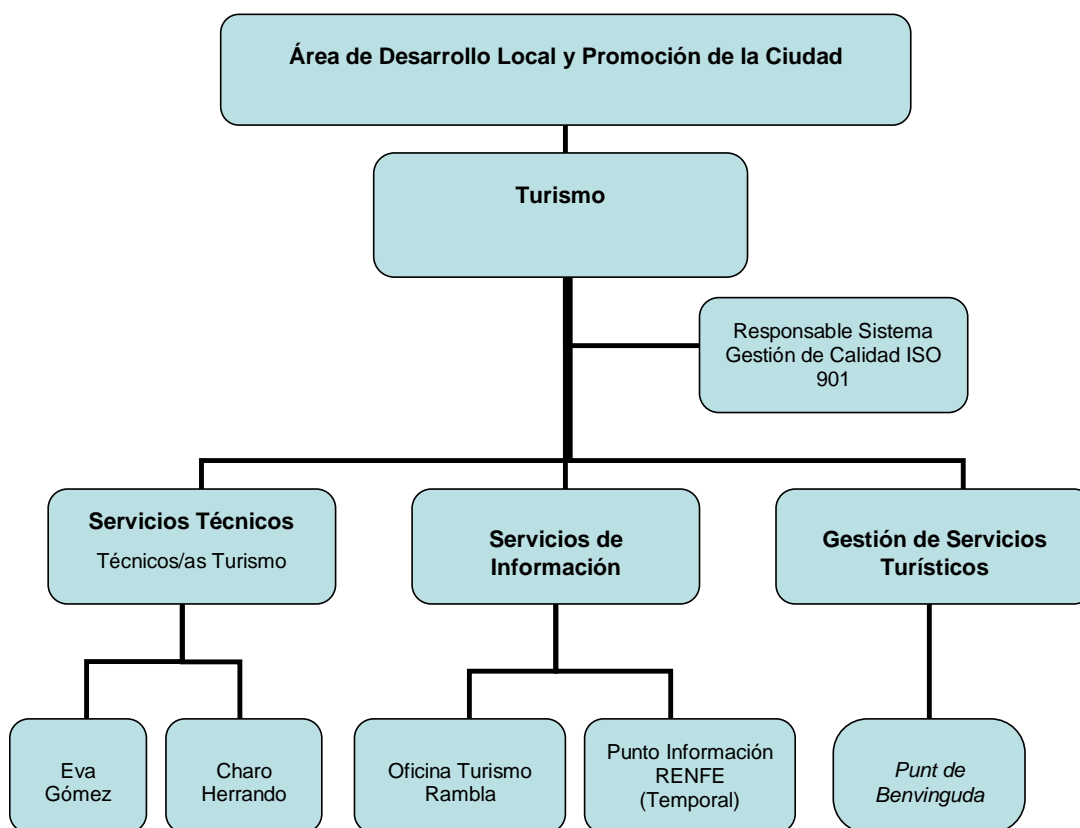 Área de Desarrollo Local y Promoción de la Ciudad
Turismo
Responsable Sistema
Gestión de Calidad ISO
901
Servicios Técnicos
Técnicos/as Turismo
Servicios de
Información
Gestión de Servicios
Turísticos
Eva
Gómez
Charo
Herrando
Oficina Turismo
Rambla
Punto Información
RENFE
(Temporal)
Punt de
Benvinguda